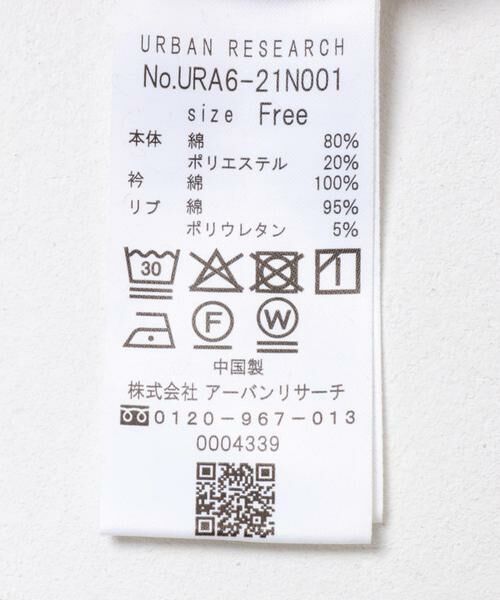 URBAN RESEARCH
No.URA6-21N001
size Free
本体 綿 80%
ポリエステル 20%
衿 綿 100%
リブ 綿 95%
ポリウレタン 5%
30
F W
中国製
株式会社 アーバンリサーチ
0120-967-013
0004339